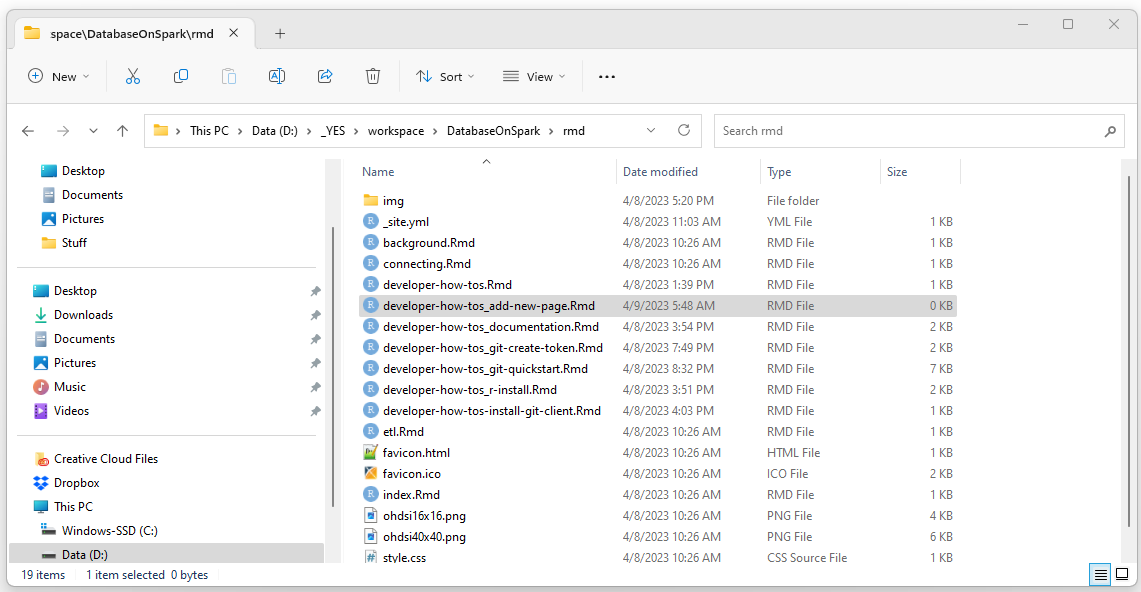 space\DatabaseOnSpark\rmd
New Sort View
This PC Data (D:) _YES workspace DatabaseOnSpark rmd Search rmd
Desktop
Documents
Pictures
Stuff
Desktop
Downloads
Documents
Pictures
Music
Videos
Creative Cloud Files
Dropbox
This PC
Windows-SSD (C:)
Data (D:)
Name Date modified Type Size
img 4/8/2023 5:20 PM File folder
_site.yml 4/8/2023 11:03 AM YML File 1 KB
background.Rmd 4/8/2023 10:26 AM RMD File 1 KB
connecting.Rmd 4/8/2023 10:26 AM RMD File 1 KB
developer-how-tos.Rmd 4/8/2023 1:39 PM RMD File 1 KB
developer-how-tos_add-new-page.Rmd 4/9/2023 5:48 AM RMD File 0 KB
developer-how-tos_documentation.Rmd 4/8/2023 3:54 PM RMD File 2 KB
developer-how-tos_git-create-token.Rmd 4/8/2023 7:49 PM RMD File 2 KB
developer-how-tos_git-quickstart.Rmd 4/8/2023 8:32 PM RMD File 7 KB
developer-how-tos_r-install.Rmd 4/8/2023 3:51 PM RMD File 2 KB
developer-how-tos-install-git-client.Rmd 4/8/2023 4:03 PM RMD File 1 KB
etl.Rmd 4/8/2023 10:26 AM RMD File 1 KB
favicon.html 4/8/2023 10:26 AM HTML File 1 KB
favicon.ico 4/8/2023 10:26 AM ICO File 2 KB
index.Rmd 4/8/2023 10:26 AM RMD File 1 KB
ohdsi16x16.png 4/8/2023 10:26 AM PNG File 4 KB
ohdsi40x40.png 4/8/2023 10:26 AM PNG File 6 KB
style.css 4/8/2023 10:26 AM CSS Source File 1 KB
19 items 1 item selected 0 bytes